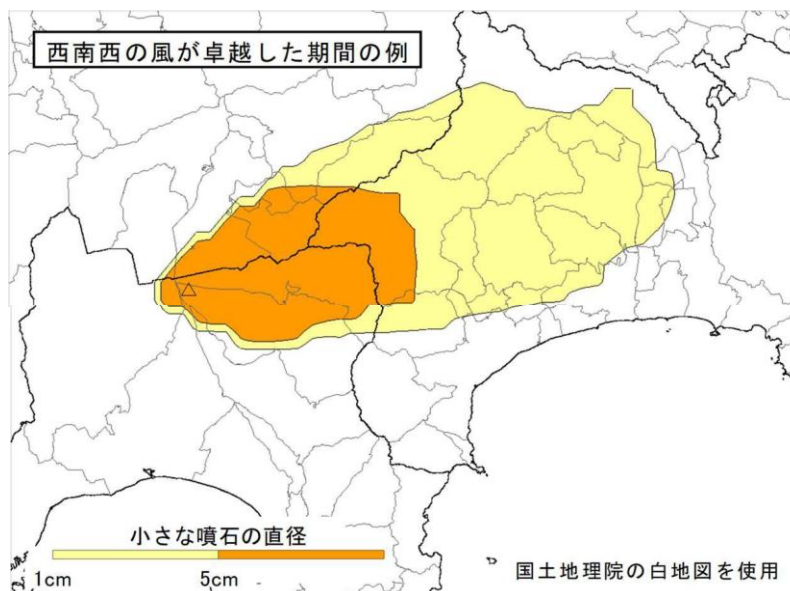 西南西の風が卓越した期間の例
小さな噴石の直径
1cm
5cm
国土地理院の白地図を使用